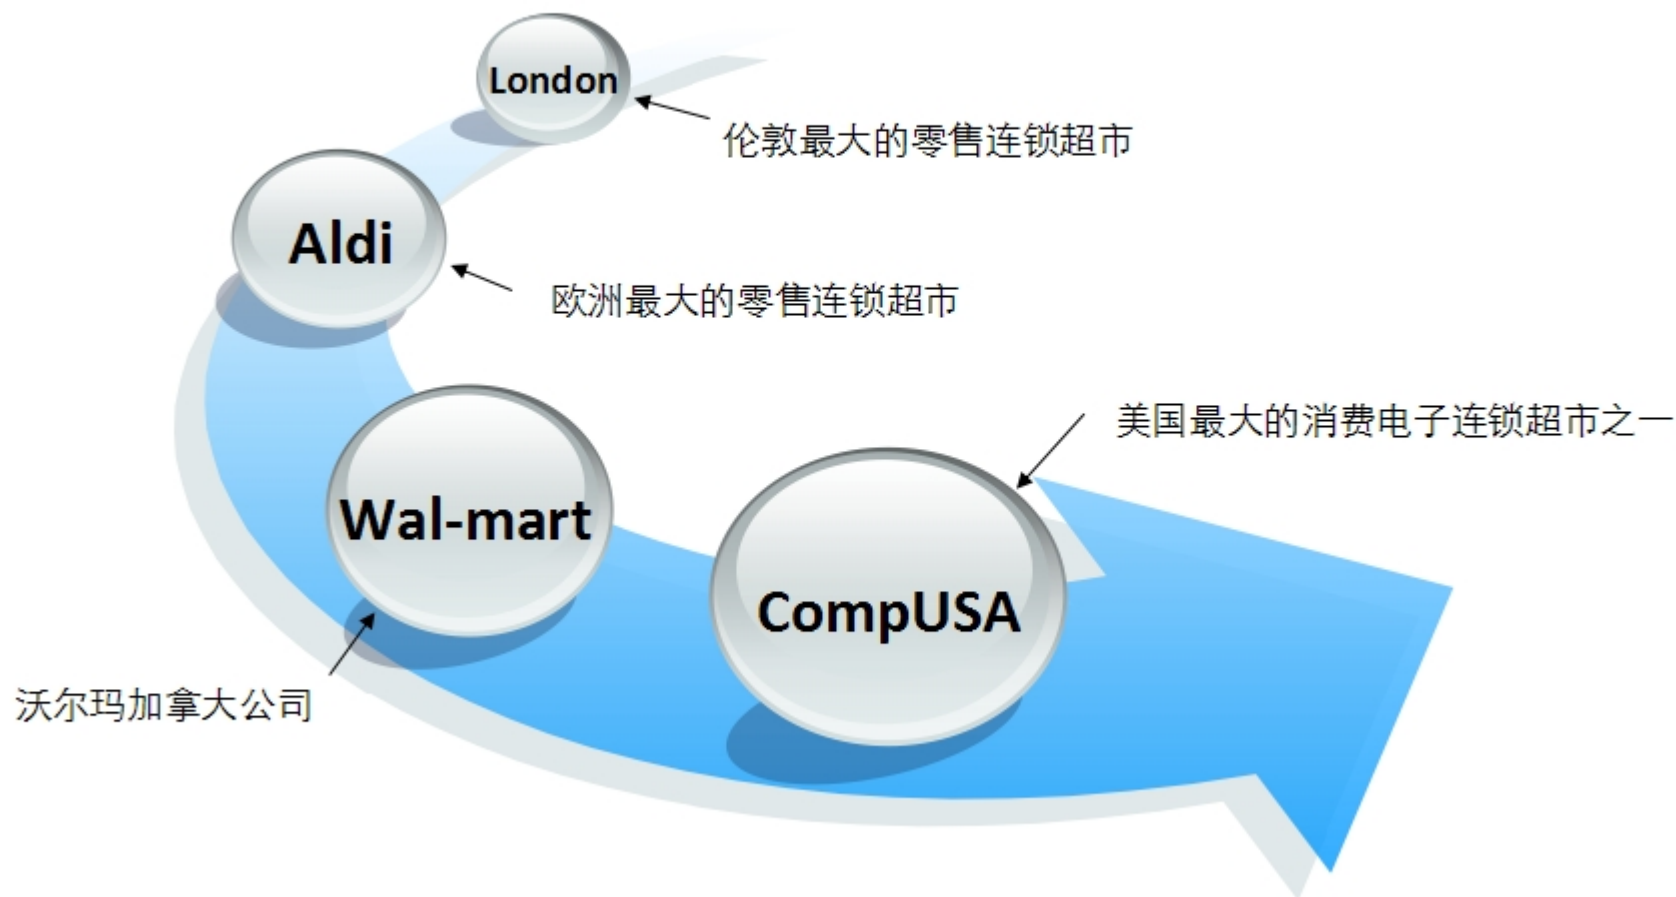 London
伦敦最大的零售连锁超市
Aldi
欧洲最大的零售连锁超市
美国最大的消费电子连锁超市之一
Wal-mart
CompUSA
沃尔玛加拿大公司